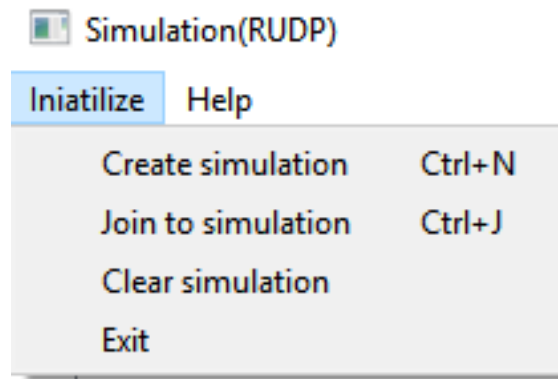 Simulation(RUDP)
Iniatilize Help
Create simulation Ctrl+N
Join to simulation Ctrl+J
Clear simulation
Exit